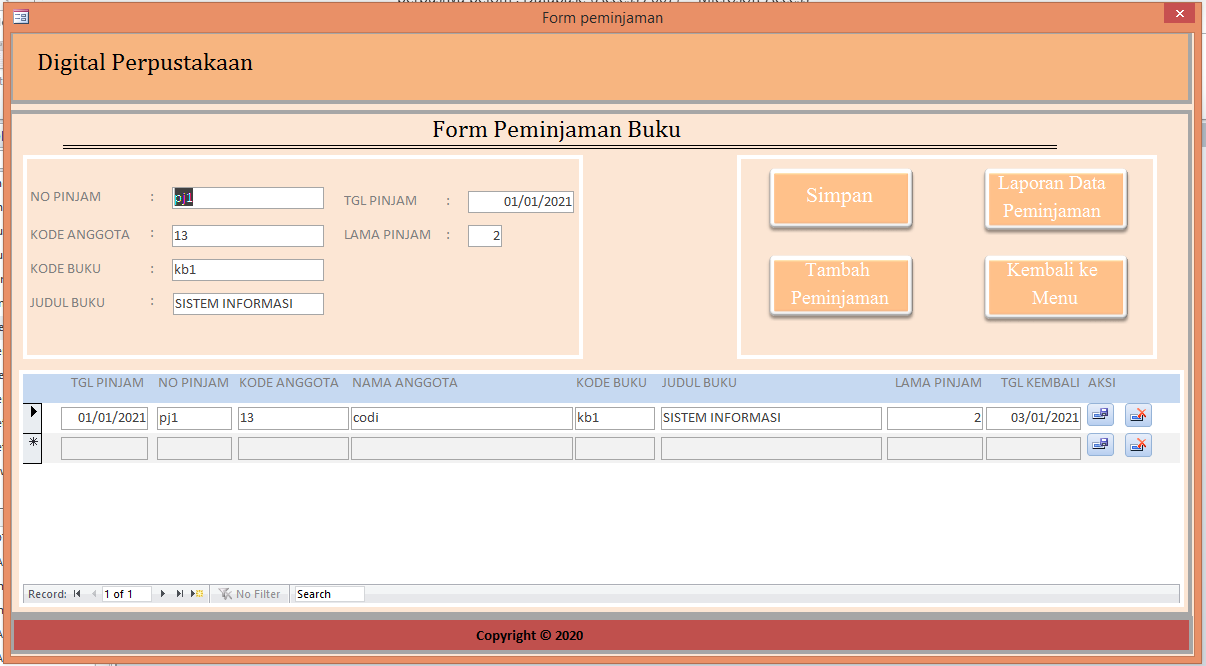 Form peminjaman
Digital Perpustakaan
Form Peminjaman Buku
NO PINJAM : pj1
TGL PINJAM : 01/01/2021
KODE ANGGOTA : 13
LAMA PINJAM : 2
KODE BUKU : kb1
JUDUL BUKU : SISTEM INFORMASI
Simpan
Laporan Data
Peminjaman
Tambah
Peminjaman
Kembali ke
Menu
TGL PINJAM NO PINJAM KODE ANGGOTA NAMA ANGGOTA KODE BUKU JUDUL BUKU LAMA PINJAM TGL KEMBALI AKSI
01/01/2021 pj1 13 codi kb1 SISTEM INFORMASI 2 03/01/2021
Record: 1 of 1 No Filter Search
Copyright © 2020